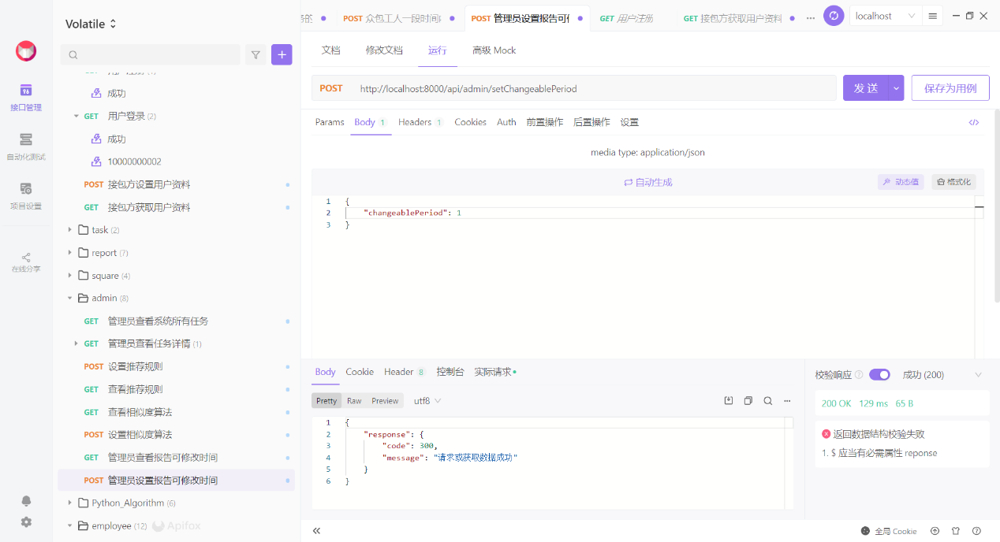 Volatile
接口管理
自动化测试
项目设置
在线分享
成功
GET 用户登录 (2)
成功
10000000002
POST 接包方设置用户资料
GET 接包方获取用户资料
task (2)
report (7)
square (4)
admin (8)
GET 管理员查看系统所有任务
GET 管理员查看任务详情 (1)
POST 设置推荐规则
GET 查看推荐规则
GET 查看相似度算法
POST 设置相似度算法
GET 管理员查看报告可修改时间
POST 管理员设置报告可修改时间
Python_Algorithm (6)
employee (12)
Apifox
POST 众包工人一段时间
POST 管理员设置报告可
GET 用户注册
GET 接包方获取用户资料
localhost
文档 修改文档 运行 高级 Mock
POST http://localhost:8000/api/admin/setChangeablePeriod
发 送
保存为用例
Params Body 1 Headers 1 Cookies Auth 前置操作 后置操作 设置
media type: application/json
自动生成 动态值 格式化
1 {
2 "changeablePeriod": 1
3 }
Body Cookie Header 8 控制台 实际请求
Pretty Raw Preview utf8
1 {
2 "response": {
3 "code": 300,
4 "message": "请求或获取数据成功"
5 }
6 }
校验响应 成功 (200)
200 OK 129 ms 65 B
返回数据结构校验失败
1. $ 应当有必需属性 reponse
全局 Cookie